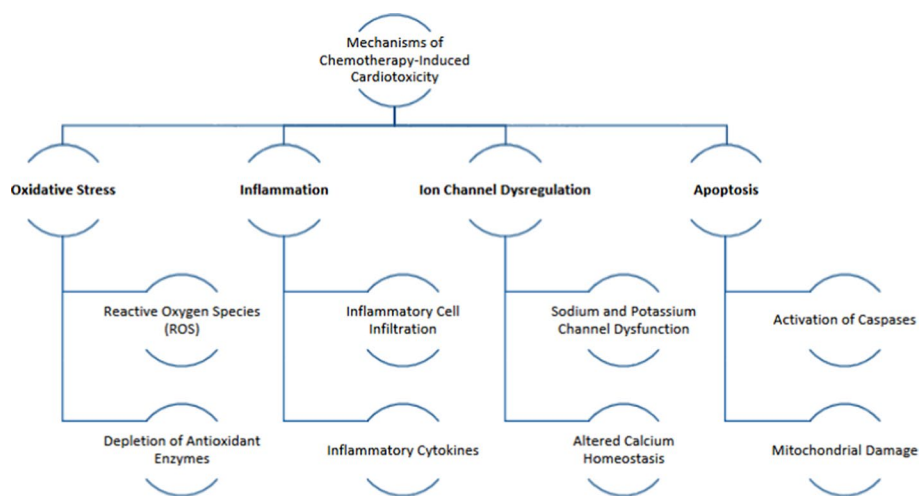 Mechanisms of
Chemotherapy-Induced
Cardiotoxicity
Oxidative Stress
Inflammation
Ion Channel Dysregulation
Apoptosis
Reactive Oxygen Species
(ROS)
Inflammatory Cell
Infiltration
Sodium and Potassium
Channel Dysfunction
Activation of Caspases
Depletion of Antioxidant
Enzymes
Inflammatory Cytokines
Altered Calcium
Homeostasis
Mitochondrial Damage